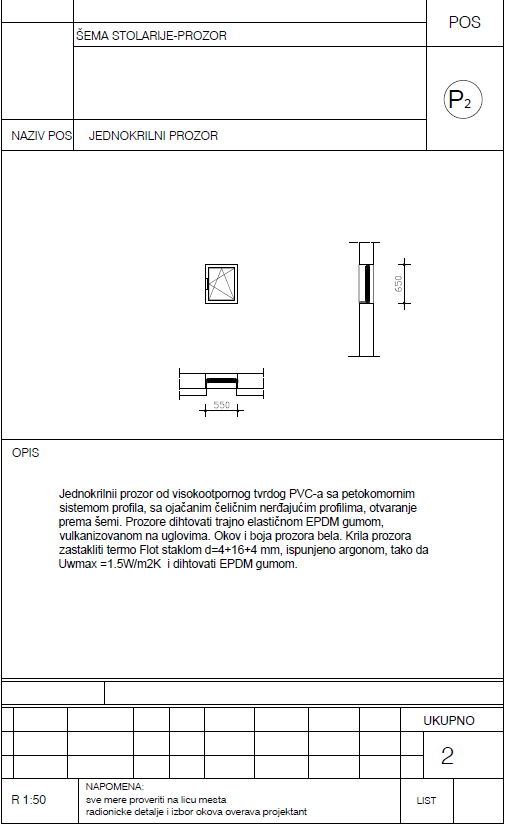 POS
ŠEMA STOLARIJE-PROZOR
P2
NAZIV POS JEDNOKRILNI PROZOR
650
550
OPIS
Jednokrilnii prozor od visokootpornog tvrdog PVC-a sa petokomornim
sistemom profila, sa ojačanim čeličnim nerđajućim profilima, otvaranje
prema šemi. Prozore dihtovati trajno elastičnom EPDM gumom,
vulkanizovanom na uglovima. Okov i boja prozora bela. Krila prozora
zastakliti termo Flot staklom d=4+16+4 mm, ispunjeno argonom, tako da
Uwmax =1.5W/m2K i dihtovati EPDM gumom.
UKUPNO
2
R 1:50
NAPOMENA:
sve mere proveriti na licu mesta
radionicke detalje i izbor okova overava projektant
LIST